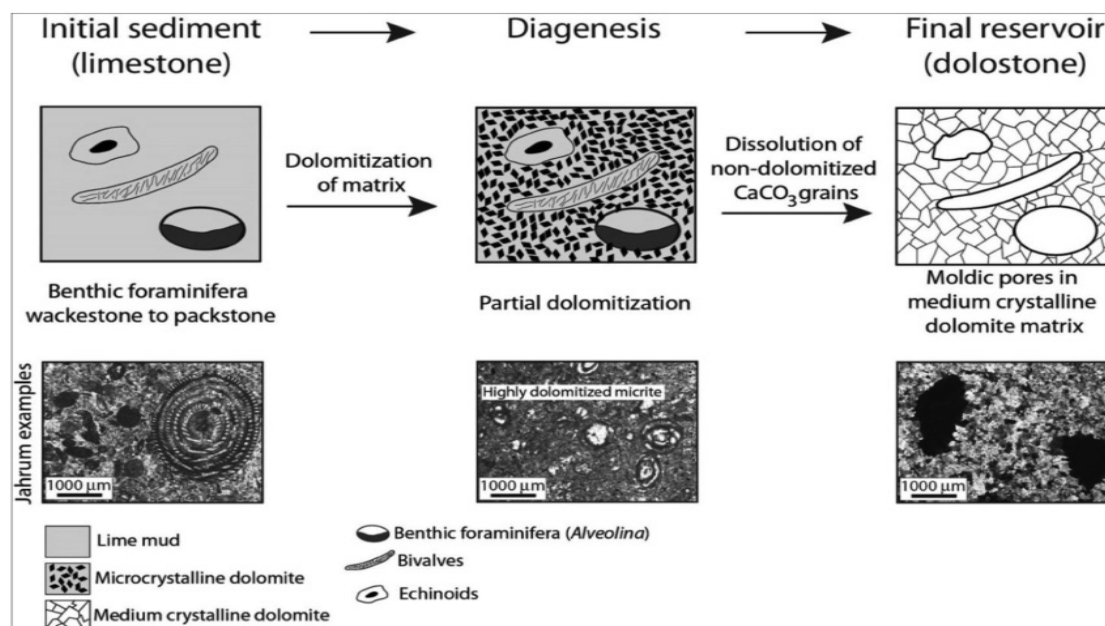 Initial sediment
(limestone)
Diagenesis
Final reservoir
(dolostone)
Dolomitization
of matrix
Dissolution of
non-dolomitized
CaCO3 grains
Benthic foraminifera
wackestone to packstone
Partial dolomitization
Moldic pores in
medium crystalline
dolomite matrix
Jahrum examples
1000 µm
Highly dolomitized micrite
1000 µm
1000 µm
Lime mud
Microcrystalline dolomite
Medium crystalline dolomite
Benthic foraminifera (Alveolina)
Bivalves
Echinoids